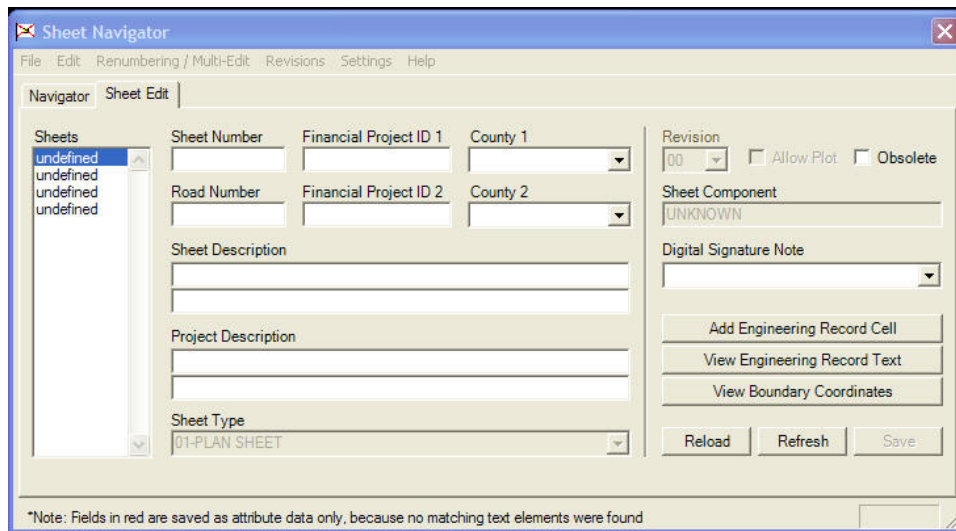 Sheet Navigator
File Edit Renumbering / Multi-Edit Revisions Settings Help
Navigator Sheet Edit
Sheets
undefined
undefined
undefined
undefined
Sheet Number Financial Project ID 1 County 1
Road Number Financial Project ID 2 County 2
Sheet Description
Project Description
Sheet Type
01-PLAN SHEET
Revision
00 Allow Plot Obsolete
Sheet Component
UNKNOWN
Digital Signature Note
Add Engineering Record Cell
View Engineering Record Text
View Boundary Coordinates
Reload Refresh Save
*Note: Fields in red are saved as attribute data only, because no matching text elements were found